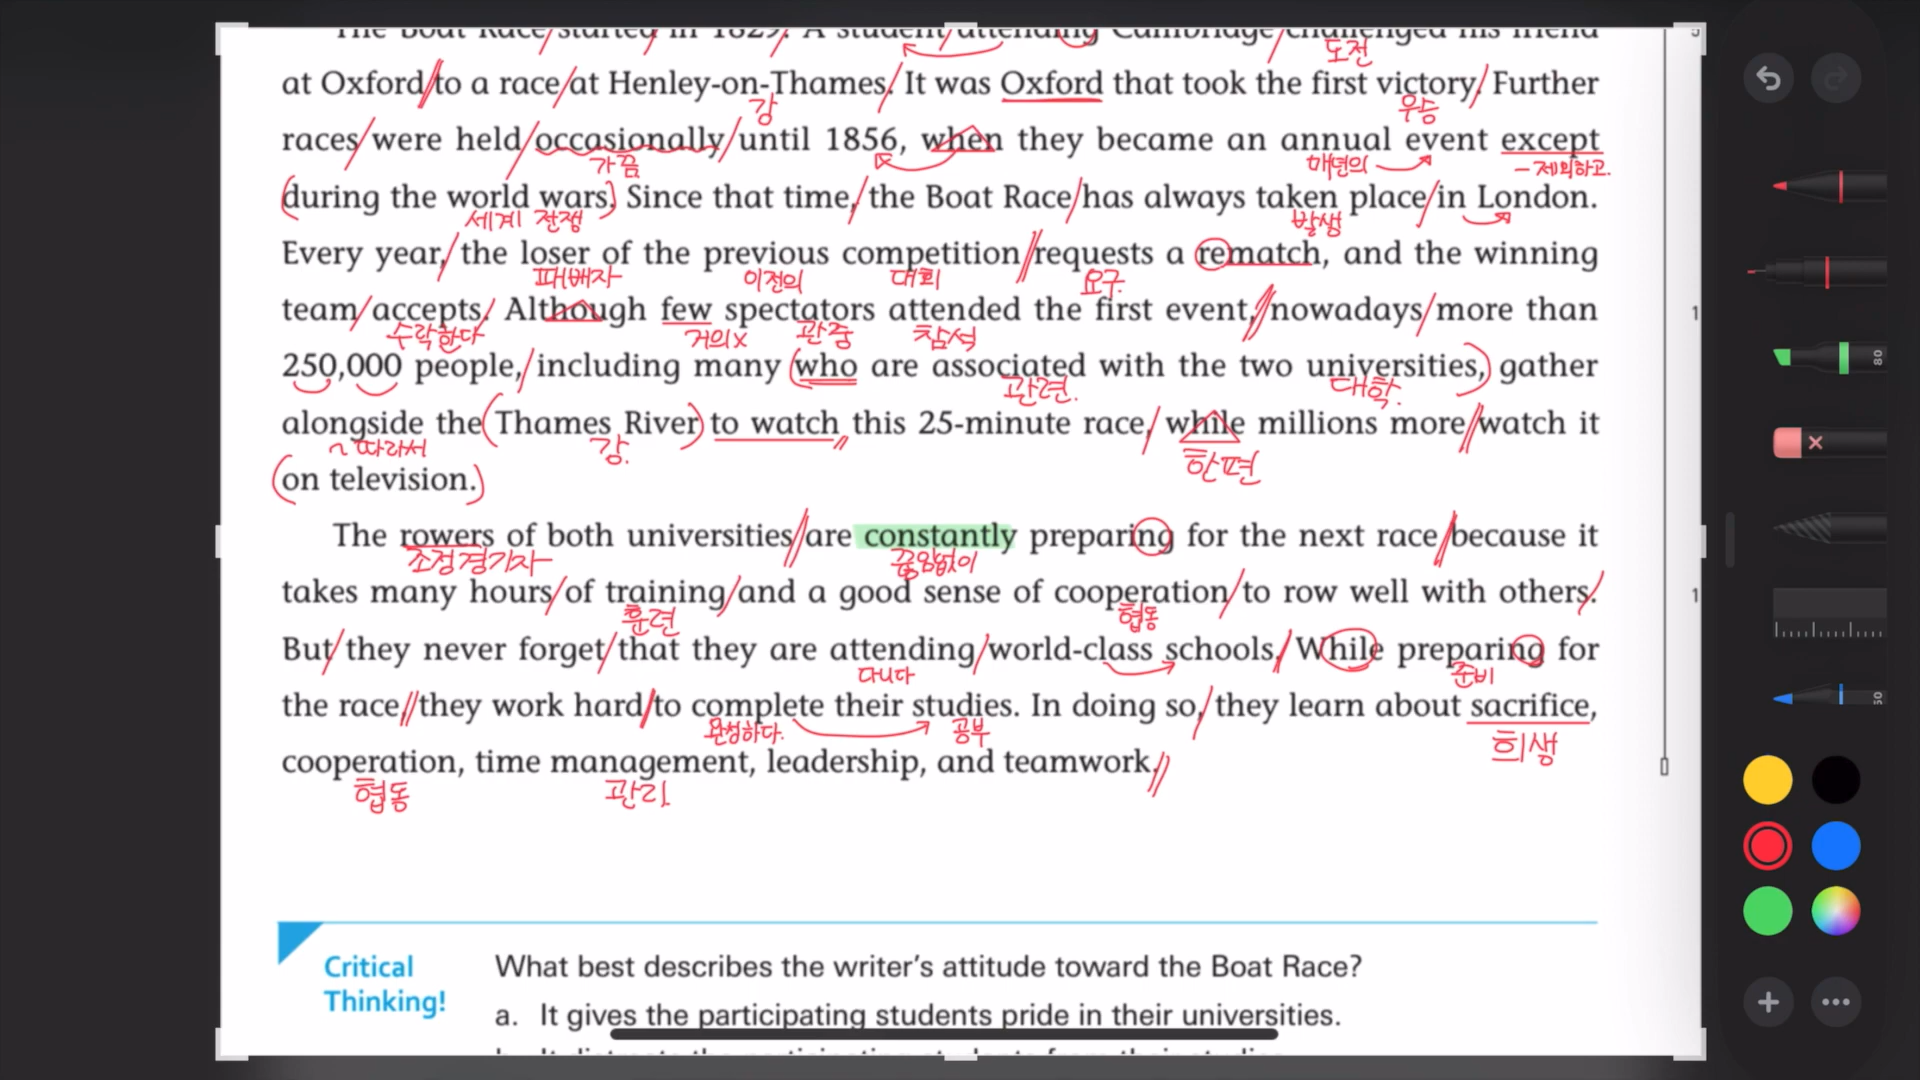 The Boat Race started in 1829. A student attending Cambridge challenged his friend
도전
at Oxford to a race at Henley-on-Thames. It was Oxford that took the first victory. Further
강 우승
races were held occasionally until 1856, when they became an annual event except
가끔 매년의 -제외하고.
during the world wars. Since that time, the Boat Race has always taken place in London.
세계 전쟁 발생
Every year, the loser of the previous competition requests a rematch, and the winning
패배자 이전의 대회 요구
team accepts. Although few spectators attended the first event, nowadays more than
수락한다 거의x 관중 참석
250,000 people, including many who are associated with the two universities, gather
관련. 대학.
alongside the Thames River to watch this 25-minute race, while millions more watch it
~따라서 강. 한편
on television.
The rowers of both universities are constantly preparing for the next race because it
조정경기자 끊임없이
takes many hours of training and a good sense of cooperation to row well with others.
훈련 협동
But they never forget that they are attending world-class schools. While preparing for
다니다 준비
the race, they work hard to complete their studies. In doing so, they learn about sacrifice,
완성하다. 공부 희생
cooperation, time management, leadership, and teamwork.
협동 관리
Critical
Thinking!
What best describes the writer's attitude toward the Boat Race?
a. It gives the participating students pride in their universities.
80
50